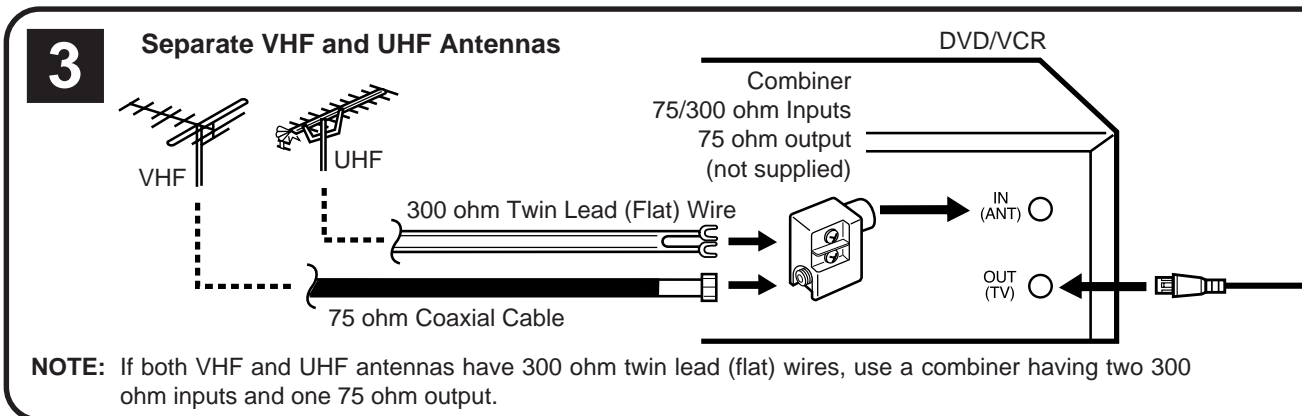 3
Separate VHF and UHF Antennas
DVD/VCR
Combiner
75/300 ohm Inputs
75 ohm output
(not supplied)
VHF
UHF
300 ohm Twin Lead (Flat) Wire
IN
(ANT)
OUT
(TV)
75 ohm Coaxial Cable
NOTE: If both VHF and UHF antennas have 300 ohm twin lead (flat) wires, use a combiner having two 300
ohm inputs and one 75 ohm output.